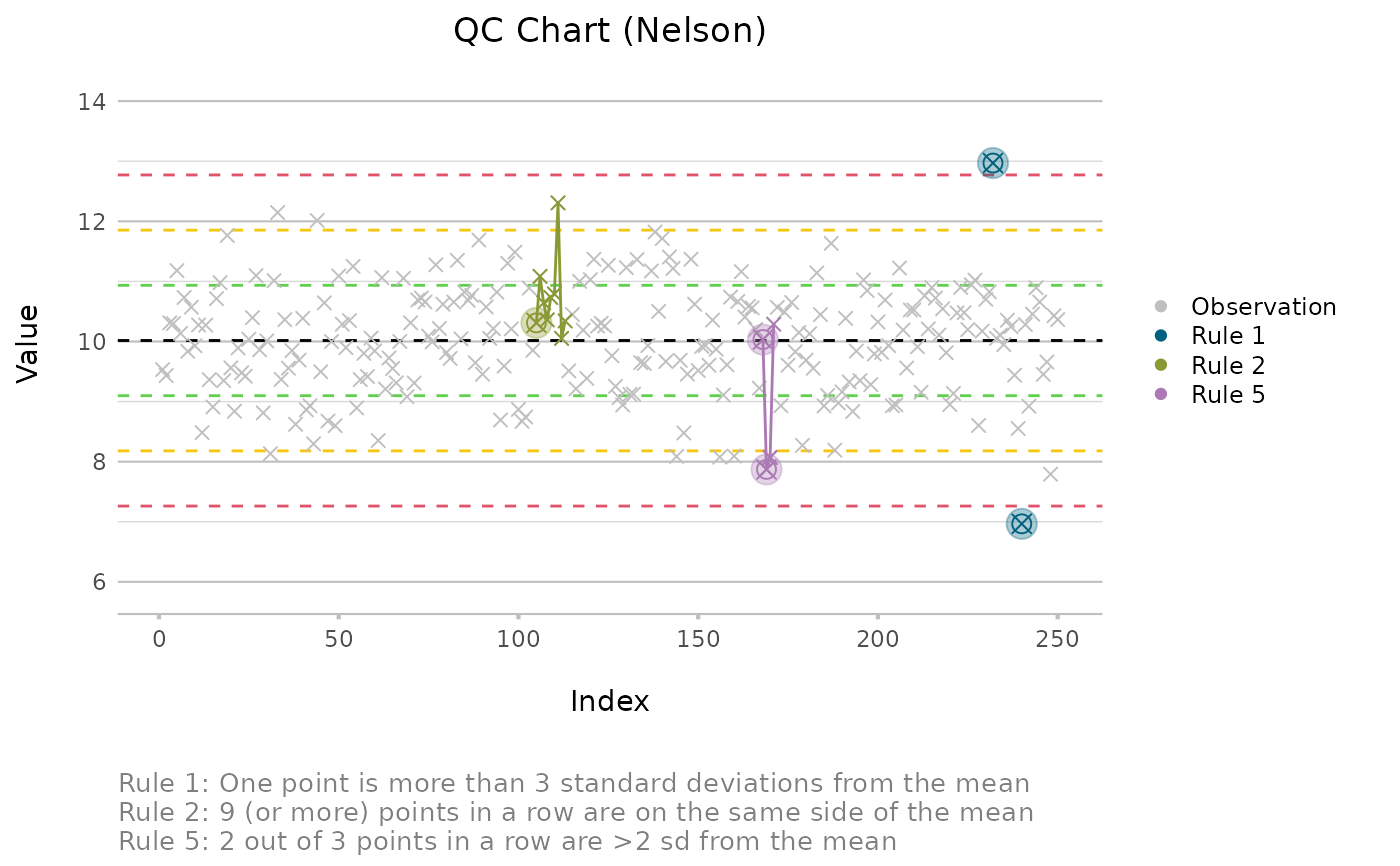 QC Chart (Nelson)
14
12
10
8
6
Value
0 50 100 150 200 250
Index
Observation
Rule 1
Rule 2
Rule 5
Rule 1: One point is more than 3 standard deviations from the mean
Rule 2: 9 (or more) points in a row are on the same side of the mean
Rule 5: 2 out of 3 points in a row are >2 sd from the mean